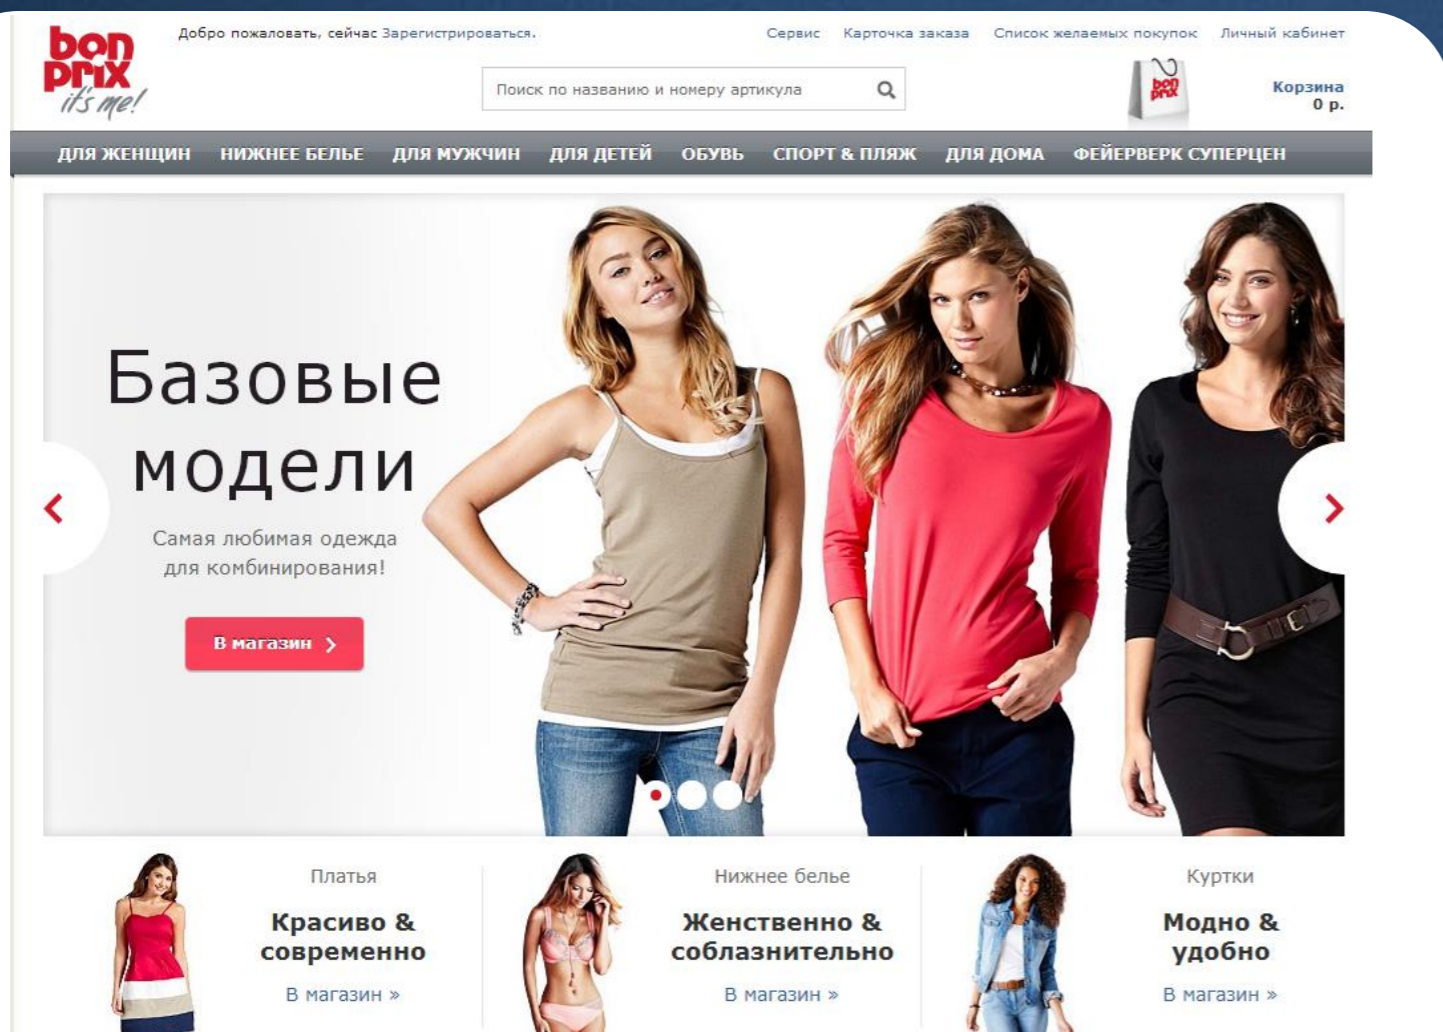 bon
prix
it's me!
Добро пожаловать, сейчас Зарегистрироваться.
Сервис Карточка заказа Список желаемых покупок Личный кабинет
Поиск по названию и номеру артикула
bon
prix
Корзина
0 р.
ДЛЯ ЖЕНЩИН НИЖНЕЕ БЕЛЬЕ ДЛЯ МУЖЧИН ДЛЯ ДЕТЕЙ ОБУВЬ СПОРТ & ПЛЯЖ ДЛЯ ДОМА ФЕЙЕРВЕРК СУПЕРЦЕН
Базовые
модели
Самая любимая одежда
для комбинирования!
В магазин
Платья
Красиво &
современно
В магазин »
Нижнее белье
Женственно &
соблазнительно
В магазин »
Куртки
Модно &
удобно
В магазин »